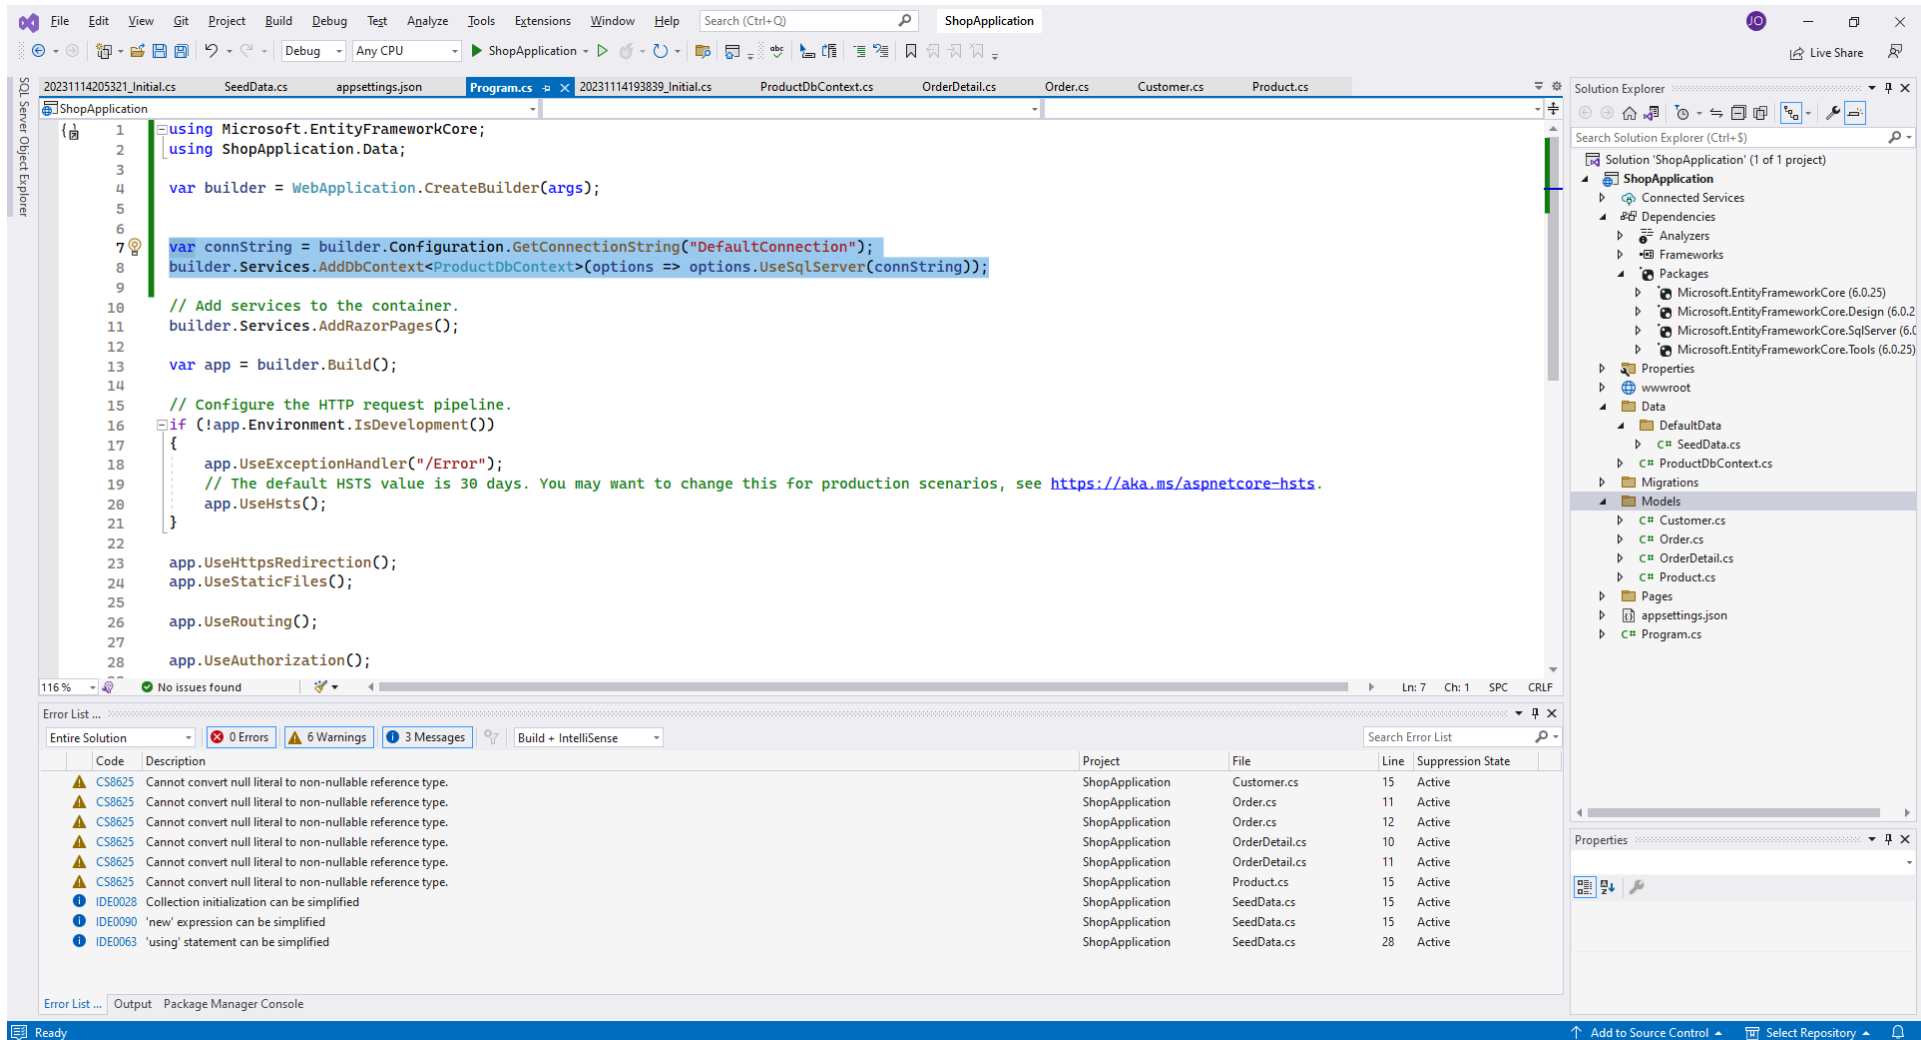 File Edit View Git Project Build Debug Test Analyze Tools Extensions Window Help Search (Ctrl+Q) ShopApplication JO
Debug Any CPU ShopApplication Live Share
SQL Server Object Explorer
20231114205321_Initial.cs SeedData.cs appsettings.json Program.cs 20231114193839_Initial.cs ProductDbContext.cs OrderDetail.cs Order.cs Customer.cs Product.cs
ShopApplication
1 using Microsoft.EntityFrameworkCore;
2 using ShopApplication.Data;
3
4 var builder = WebApplication.CreateBuilder(args);
5
6
7 var connString = builder.Configuration.GetConnectionString("DefaultConnection");
8 builder.Services.AddDbContext<ProductDbContext>(options => options.UseSqlServer(connString));
9
10 // Add services to the container.
11 builder.Services.AddRazorPages();
12
13 var app = builder.Build();
14
15 // Configure the HTTP request pipeline.
16 if (!app.Environment.IsDevelopment())
17 {
18 app.UseExceptionHandler("/Error");
19 // The default HSTS value is 30 days. You may want to change this for production scenarios, see https://aka.ms/aspnetcore-hsts.
20 app.UseHsts();
21 }
22
23 app.UseHttpsRedirection();
24 app.UseStaticFiles();
25
26 app.UseRouting();
27
28 app.UseAuthorization();
116 % No issues found Ln: 7 Ch: 1 SPC CRLF
Error List ...
Entire Solution 0 Errors 6 Warnings 3 Messages Build + IntelliSense Search Error List
Code Description Project File Line Suppression State
CS8625 Cannot convert null literal to non-nullable reference type. ShopApplication Customer.cs 15 Active
CS8625 Cannot convert null literal to non-nullable reference type. ShopApplication Order.cs 11 Active
CS8625 Cannot convert null literal to non-nullable reference type. ShopApplication Order.cs 12 Active
CS8625 Cannot convert null literal to non-nullable reference type. ShopApplication OrderDetail.cs 10 Active
CS8625 Cannot convert null literal to non-nullable reference type. ShopApplication OrderDetail.cs 11 Active
CS8625 Cannot convert null literal to non-nullable reference type. ShopApplication Product.cs 15 Active
IDE0028 Collection initialization can be simplified ShopApplication SeedData.cs 15 Active
IDE0090 'new' expression can be simplified ShopApplication SeedData.cs 15 Active
IDE0063 'using' statement can be simplified ShopApplication SeedData.cs 28 Active
Error List ... Output Package Manager Console
Solution Explorer
Search Solution Explorer (Ctrl+$)
Solution 'ShopApplication' (1 of 1 project)
ShopApplication
Connected Services
Dependencies
Analyzers
Frameworks
Packages
Microsoft.EntityFrameworkCore (6.0.25)
Microsoft.EntityFrameworkCore.Design (6.0.2
Microsoft.EntityFrameworkCore.SqlServer (6.0
Microsoft.EntityFrameworkCore.Tools (6.0.25)
Properties
wwwroot
Data
DefaultData
C# SeedData.cs
C# ProductDbContext.cs
Migrations
Models
C# Customer.cs
C# Order.cs
C# OrderDetail.cs
C# Product.cs
Pages
appsettings.json
C# Program.cs
Properties
Ready Add to Source Control Select Repository